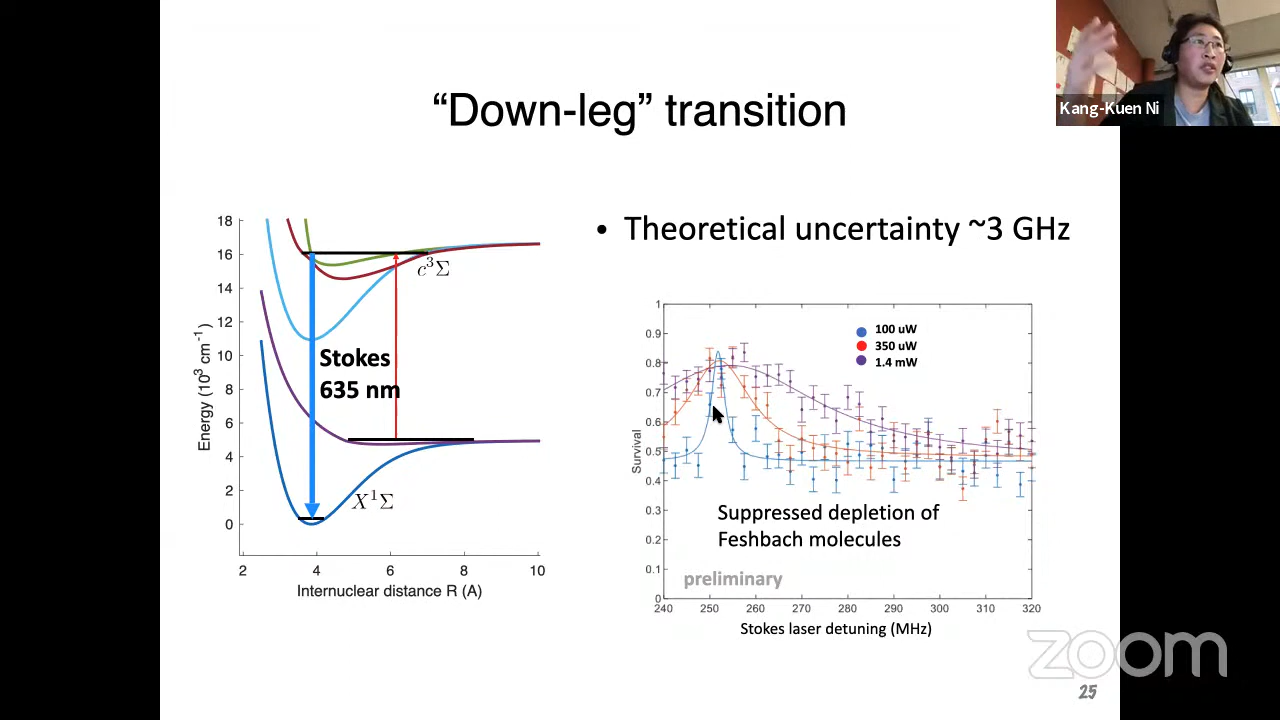 “Down-leg” transition
Kang-Kuen Ni
• Theoretical uncertainty ~3 GHz
Energy (10³ cm⁻¹)
18
16
14
12
10
8
6
4
2
0
c³Σ
Stokes
635 nm
X¹Σ
2 4 6 8 10
Internuclear distance R (A)
Survival
1
0.9
0.8
0.7
0.6
0.5
0.4
0.3
0.2
0.1
0
100 uW
350 uW
1.4 mW
Suppressed depletion of
Feshbach molecules
preliminary
240 250 260 270 280 290 300 310 320
Stokes laser detuning (MHz)
zoom
25